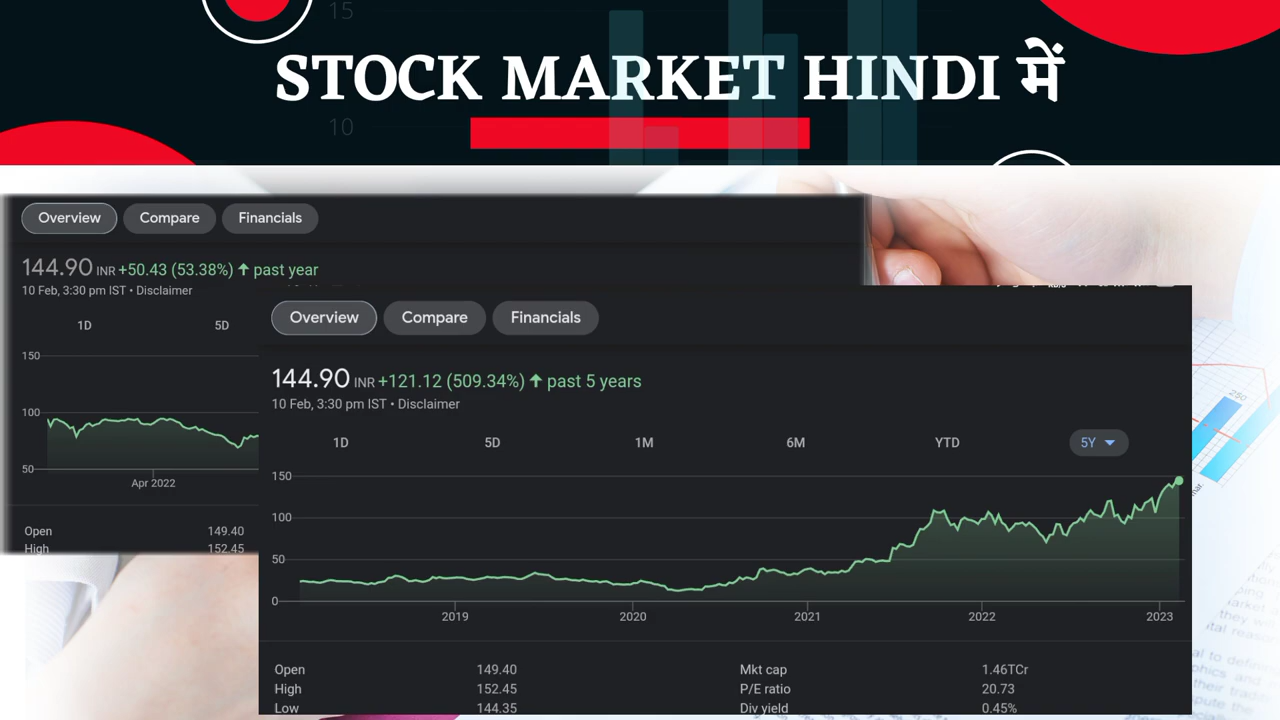 15
STOCK MARKET HINDI में
10
Overview Compare Financials
144.90 INR +50.43 (53.38%) ↑ past year
10 Feb, 3:30 pm IST • Disclaimer
1D 5D
150
100
50
Apr 2022
Open 149.40
High 152.45
Overview Compare Financials
144.90 INR +121.12 (509.34%) ↑ past 5 years
10 Feb, 3:30 pm IST • Disclaimer
1D 5D 1M 6M YTD 5Y
150
100
50
0
2019 2020 2021 2022 2023
Open 149.40 Mkt cap 1.46TCr
High 152.45 P/E ratio 20.73
Low 144.35 Div yield 0.45%
250
mar.